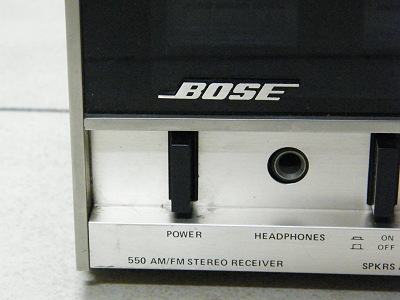 BOSE
POWER HEADPHONES ON
OFF
550 AM/FM STEREO RECEIVER SPKRS A